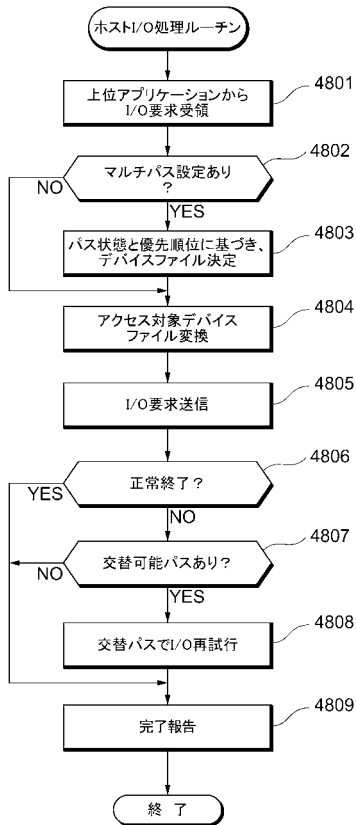 ホストI/O処理ルーチン
4801
上位アプリケーションから
I/O要求受領
4802
マルチパス設定あり
?
NO
YES
4803
パス状態と優先順位に基づき、
デバイスファイル決定
4804
アクセス対象デバイス
ファイル変換
4805
I/O要求送信
4806
正常終了?
YES
NO
4807
交替可能パスあり?
NO
YES
4808
交替パスでI/O再試行
4809
完了報告
終 了